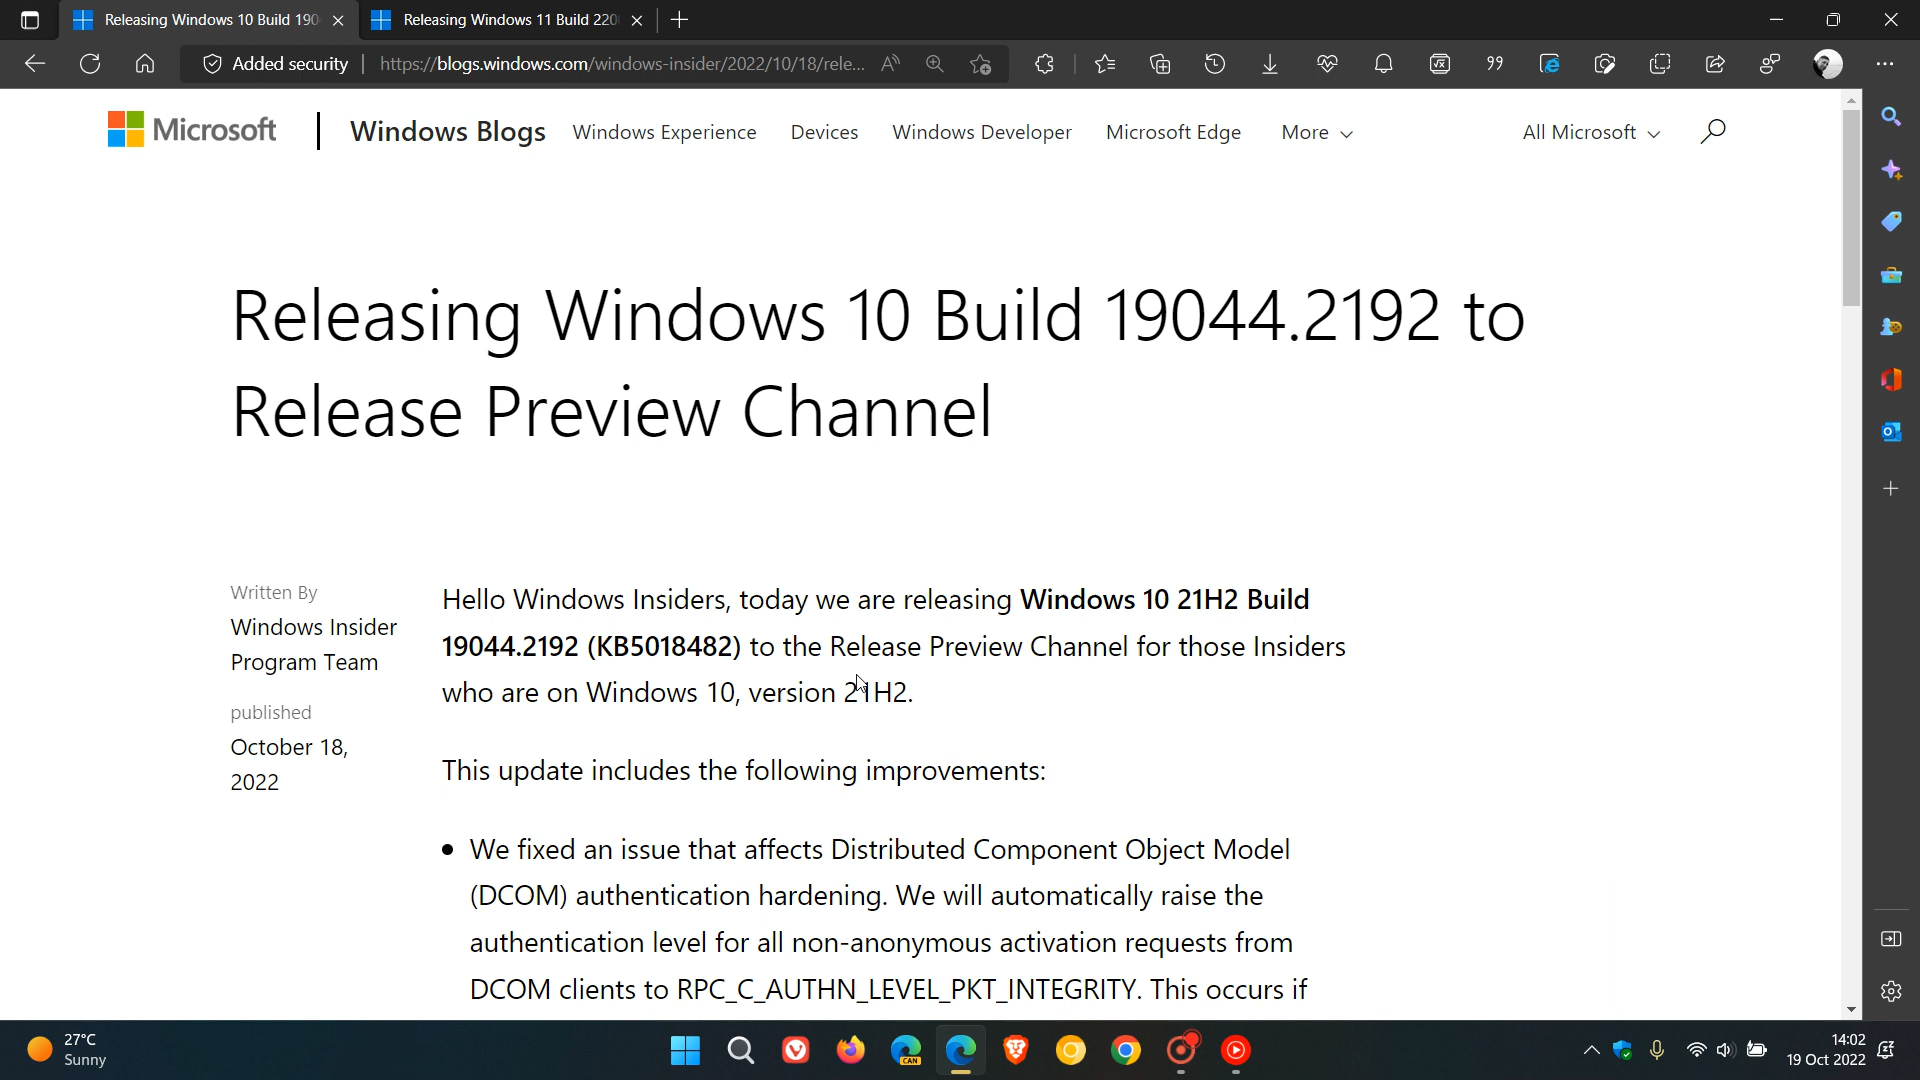 Releasing Windows 10 Build 190
Releasing Windows 11 Build 220
Added security
https://blogs.windows.com/windows-insider/2022/10/18/rele...
Microsoft
Windows Blogs
Windows Experience
Devices
Windows Developer
Microsoft Edge
More
All Microsoft
Releasing Windows 10 Build 19044.2192 to
Release Preview Channel
Written By
Windows Insider
Program Team
published
October 18,
2022
Hello Windows Insiders, today we are releasing Windows 10 21H2 Build
19044.2192 (KB5018482) to the Release Preview Channel for those Insiders
who are on Windows 10, version 21H2.
This update includes the following improvements:
• We fixed an issue that affects Distributed Component Object Model
(DCOM) authentication hardening. We will automatically raise the
authentication level for all non-anonymous activation requests from
DCOM clients to RPC_C_AUTHN_LEVEL_PKT_INTEGRITY. This occurs if
27°C
Sunny
CAN
14:02
19 Oct 2022